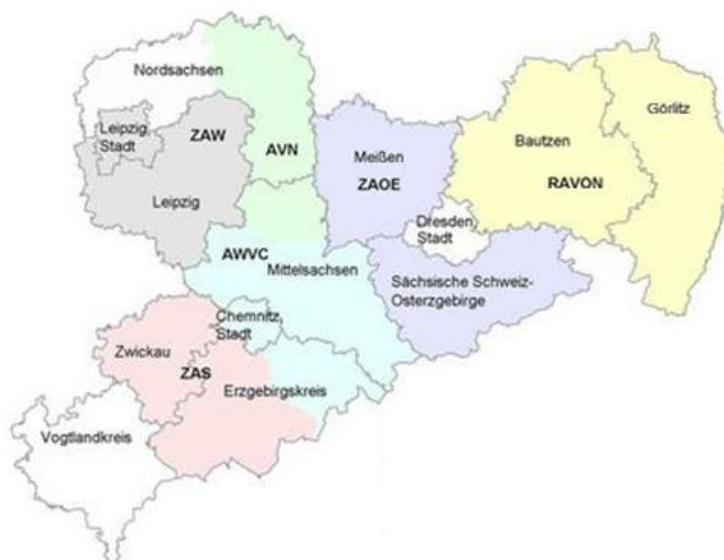 Nordsachsen
Görlitz
Leipzig,
Stadt
ZAW
AVN
Meißen
ZAOE
Bautzen
RAVON
Leipzig
Dresden,
Stadt
AWVC
Mittelsachsen
Sächsische Schweiz-
Osterzgebirge
Chemnitz,
Stadt
Zwickau
ZAS
Erzgebirgskreis
Vogtlandkreis